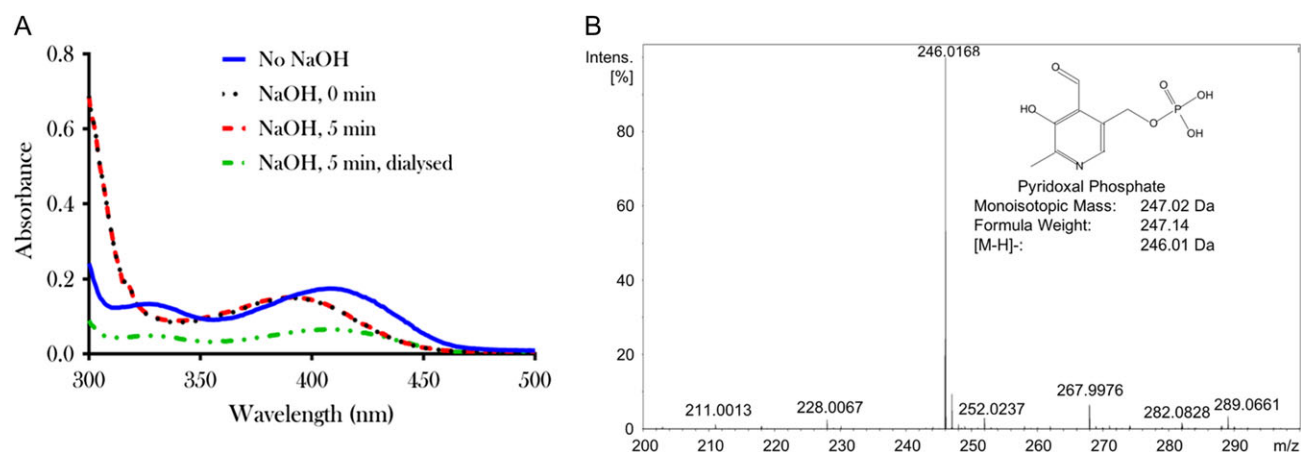 A
0.8
0.6
0.4
0.2
0.0
Absorbance
300
350
400
450
500
Wavelength (nm)
No NaOH
NaOH, 0 min
NaOH, 5 min
NaOH, 5 min, dialysed
B
Intens.
[%]
80
60
40
20
0
246.0168
O
HO
N
O
O
P
OH
OH
Pyridoxal Phosphate
Monoisotopic Mass: 247.02 Da
Formula Weight: 247.14
[M-H]-: 246.01 Da
211.0013
228.0067
252.0237
267.9976
282.0828
289.0661
200
210
220
230
240
250
260
270
280
290
m/z